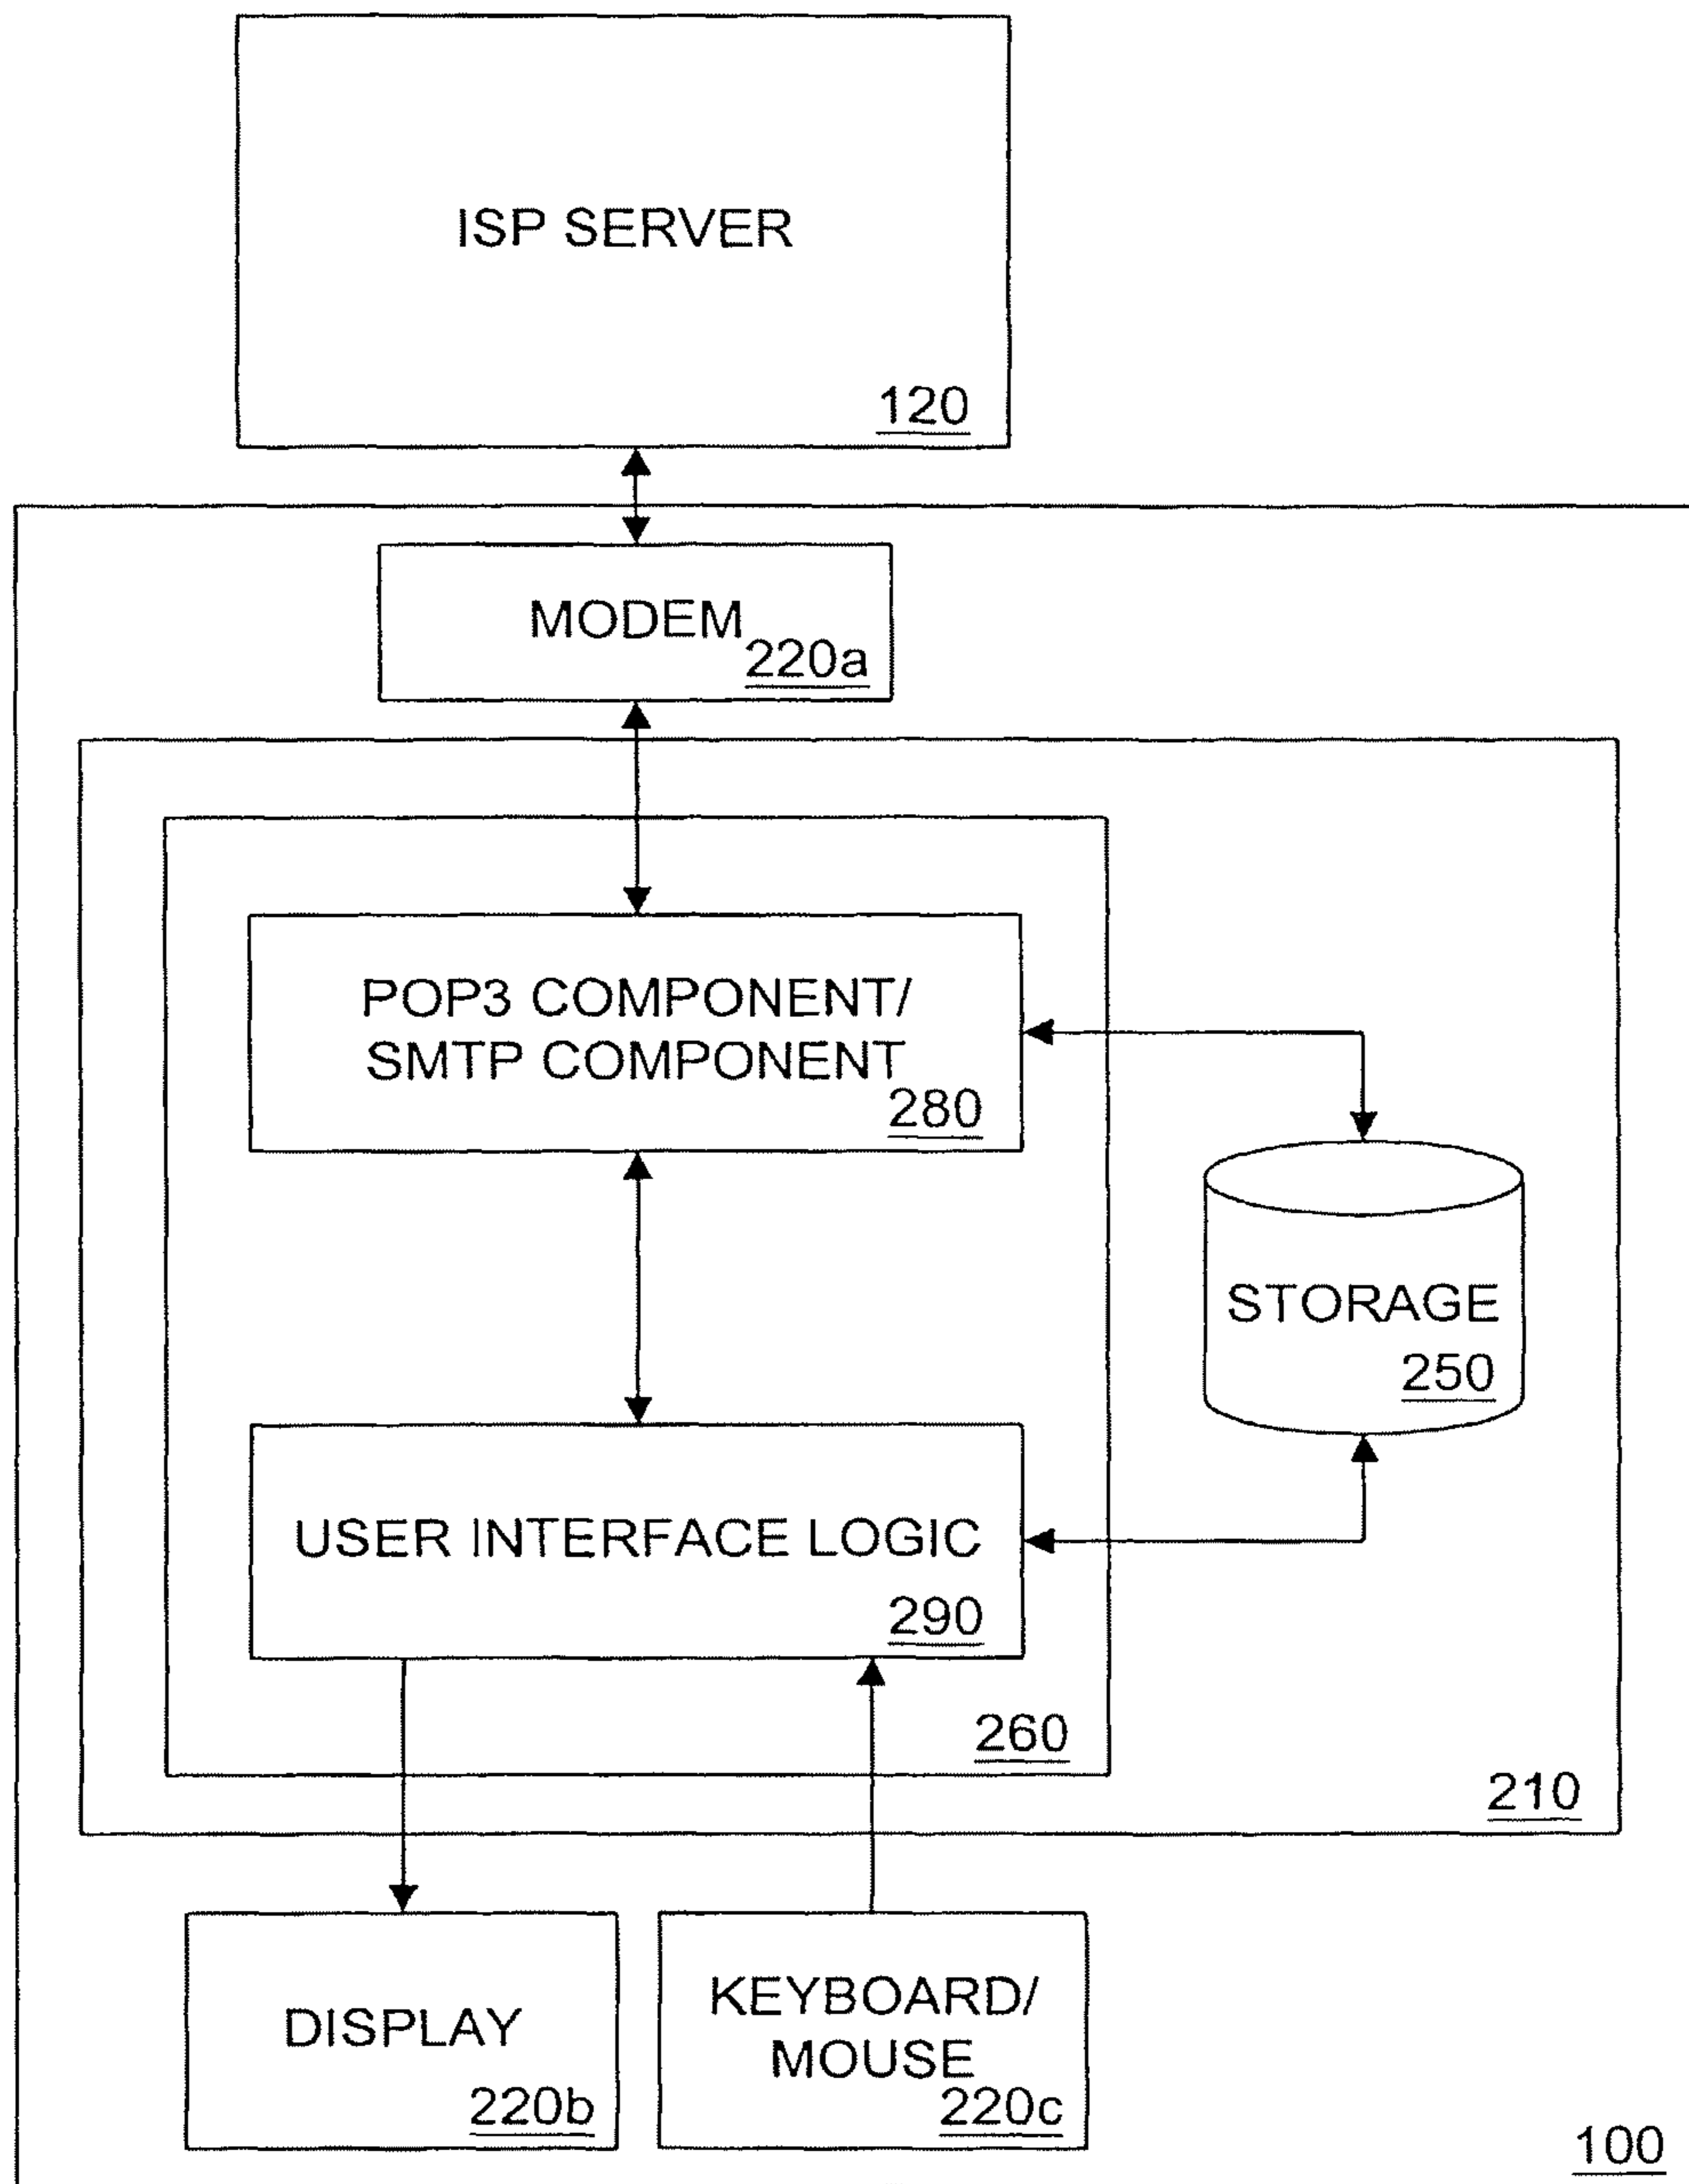 ISP SERVER
120
MODEM
220a
POP3 COMPONENT/
SMTP COMPONENT
280
STORAGE
250
USER INTERFACE LOGIC
290
260
210
DISPLAY
220b
KEYBOARD/
MOUSE
220c
100